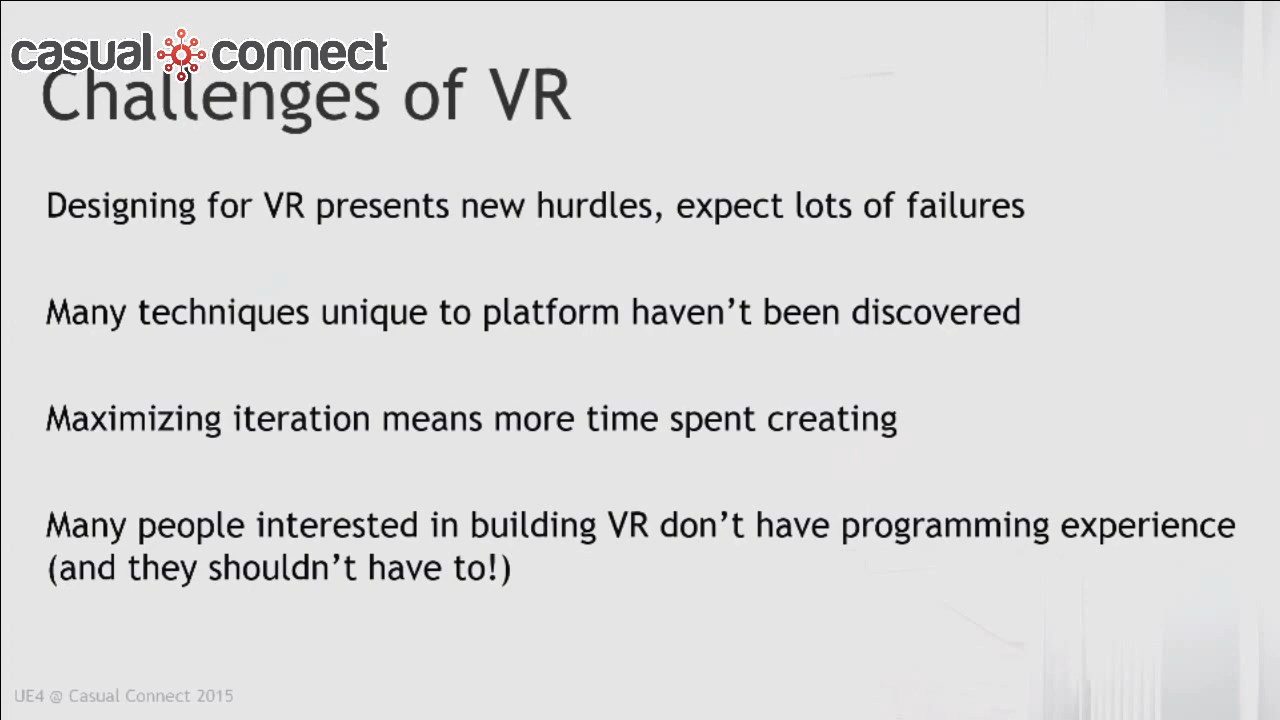 casual connect
Challenges of VR
Designing for VR presents new hurdles, expect lots of failures
Many techniques unique to platform haven’t been discovered
Maximizing iteration means more time spent creating
Many people interested in building VR don’t have programming experience
(and they shouldn’t have to!)
UE4 @ Casual Connect 2015